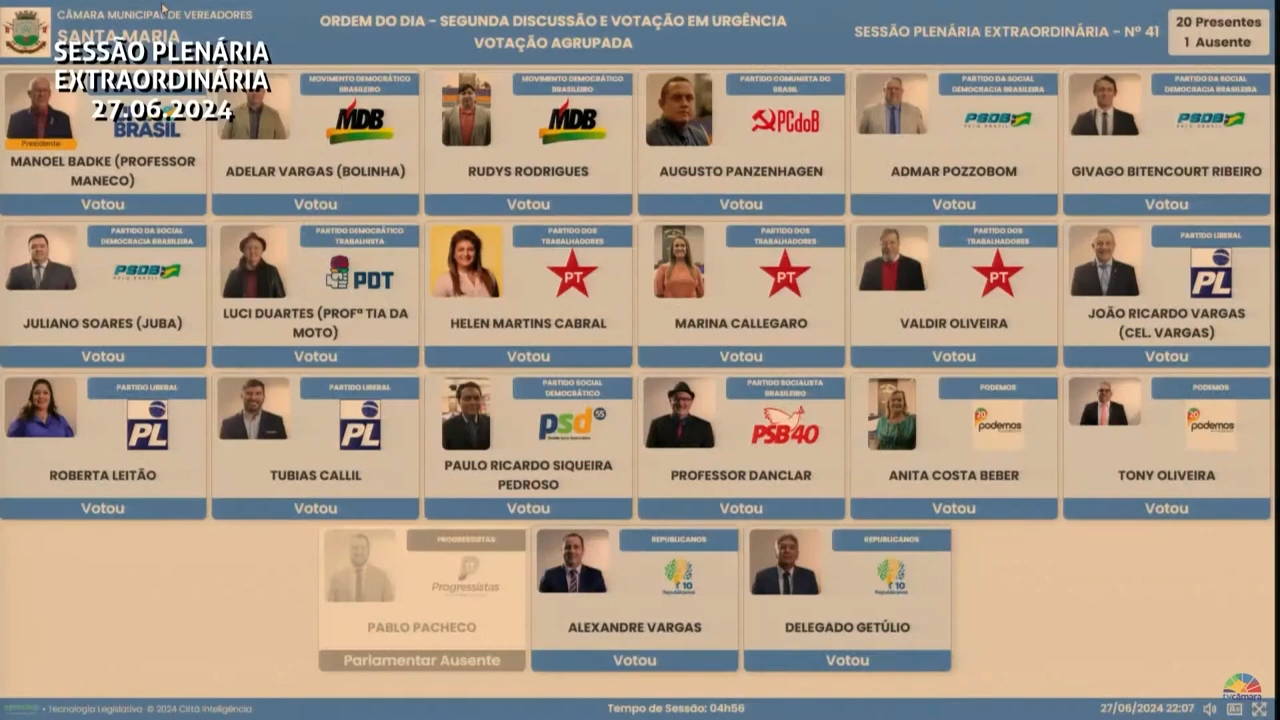 CÂMARA MUNICIPAL DE VEREADORES
SANTA MARIA
SESSÃO PLENÁRIA
EXTRAORDINÁRIA
27.06.2024
ORDEM DO DIA - SEGUNDA DISCUSSÃO E VOTAÇÃO EM URGÊNCIA
VOTAÇÃO AGRUPADA
SESSÃO PLENÁRIA EXTRAORDINÁRIA - Nº 41
20 Presentes
1 Ausente
Presidente
BRASIL
MANOEL BADKE (PROFESSOR
MANECO)
Votou
MOVIMENTO DEMOCRÁTICO
BRASILEIRO
MDB
ADELAR VARGAS (BOLINHA)
Votou
MOVIMENTO DEMOCRÁTICO
BRASILEIRO
MDB
RUDYS RODRIGUES
Votou
PARTIDO COMUNISTA DO
BRASIL
PCdoB
AUGUSTO PANZENHAGEN
Votou
PARTIDO DA SOCIAL
DEMOCRACIA BRASILEIRA
PSDB
ADMAR POZZOBOM
Votou
PARTIDO DA SOCIAL
DEMOCRACIA BRASILEIRA
PSDB
GIVAGO BITENCOURT RIBEIRO
Votou
PARTIDO DA SOCIAL
DEMOCRACIA BRASILEIRA
PSDB
JULIANO SOARES (JUBA)
Votou
PARTIDO DEMOCRÁTICO
TRABALHISTA
PDT
LUCI DUARTES (PROFª TIA DA
MOTO)
Votou
PARTIDO DOS
TRABALHADORES
PT
HELEN MARTINS CABRAL
Votou
PARTIDO DOS
TRABALHADORES
PT
MARINA CALLEGARO
Votou
PARTIDO DOS
TRABALHADORES
PT
VALDIR OLIVEIRA
Votou
PARTIDO LIBERAL
PL
JOÃO RICARDO VARGAS
(CEL. VARGAS)
Votou
PARTIDO LIBERAL
PL
ROBERTA LEITÃO
Votou
PARTIDO LIBERAL
PL
TUBIAS CALLIL
Votou
PARTIDO SOCIAL
DEMOCRÁTICO
psd 55
PAULO RICARDO SIQUEIRA
PEDROSO
Votou
PARTIDO SOCIALISTA
BRASILEIRO
PSB40
PROFESSOR DANCLAR
Votou
PODEMOS
20
podemos
ANITA COSTA BEBER
Votou
PODEMOS
20
podemos
TONY OLIVEIRA
Votou
PROGRESSISTAS
Progressistas
PABLO PACHECO
Parlamentar Ausente
REPUBLICANOS
10
Republicanos
ALEXANDRE VARGAS
Votou
REPUBLICANOS
10
Republicanos
DELEGADO GETÚLIO
Votou
tvcâmara
• Tecnologia Legislativa © 2024 Città Inteligência
Tempo de Sessão: 04h56
27/06/2024 22:07